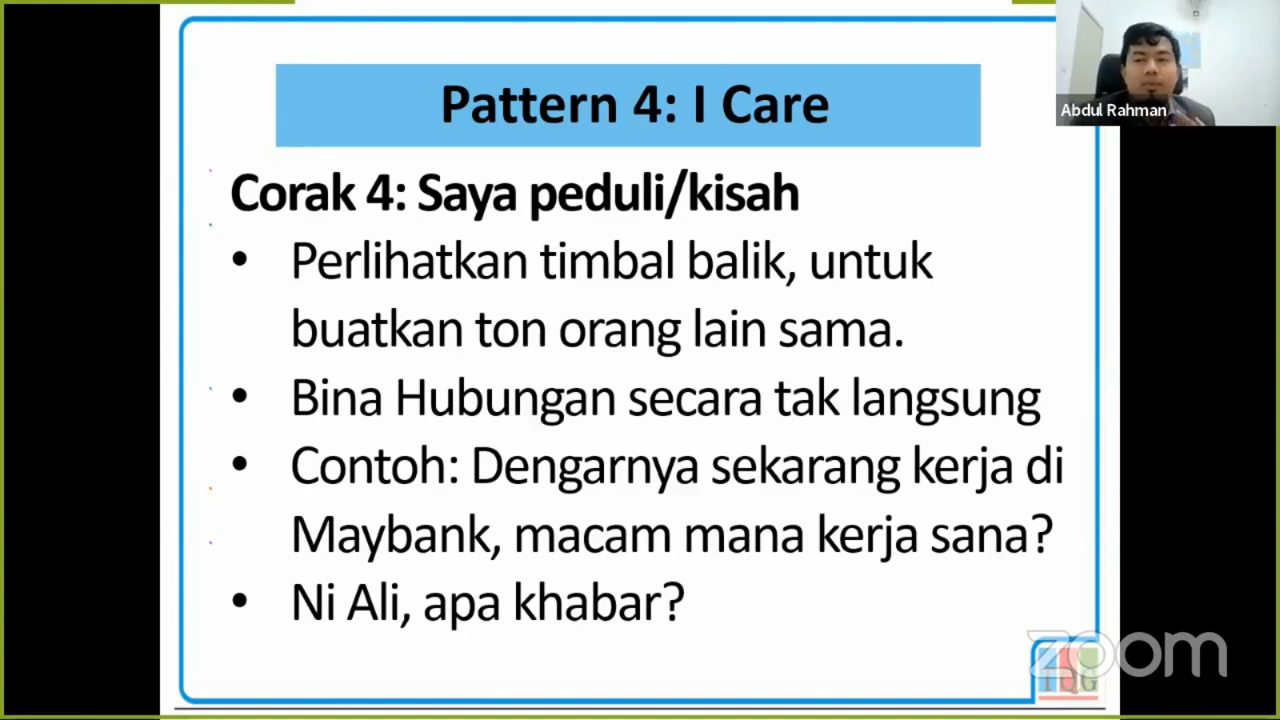 Pattern 4: I Care
Abdul Rahman
Corak 4: Saya peduli/kisah
• Perlihatkan timbal balik, untuk
buatkan ton orang lain sama.
• Bina Hubungan secara tak langsung
• Contoh: Dengarnya sekarang kerja di
Maybank, macam mana kerja sana?
• Ni Ali, apa khabar?
zoom
TQG